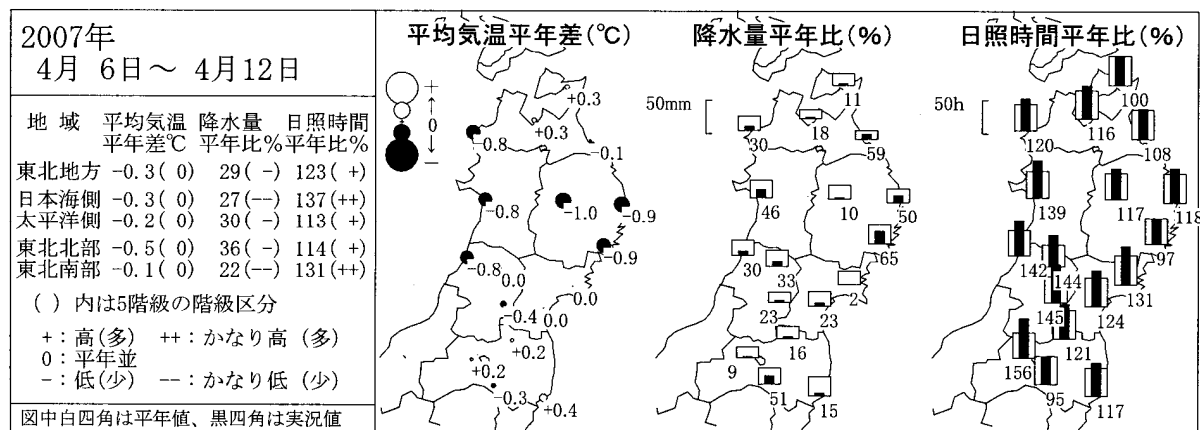 2007年
4月 6日～ 4月12日
地 域 平均気温 降水量 日照時間
平年差℃ 平年比% 平年比%
東北地方 -0.3( 0) 29( -) 123( +)
日本海側 -0.3( 0) 27(--) 137(++)
太平洋側 -0.2( 0) 30( -) 113( +)
東北北部 -0.5( 0) 36( -) 114( +)
東北南部 -0.1( 0) 22(--) 131(++)
( ) 内は5階級の階級区分
+：高(多) ++：かなり高 (多)
0：平年並
-：低(少) --：かなり低 (少)
図中白四角は平年値、黒四角は実況値
平均気温平年差(℃)
+
↑
0
↓
-
+0.3
+0.3
-0.8
-0.1
-0.8
-1.0
-0.9
-0.9
-0.8
0.0
0.0
-0.4
0.0
+0.2
+0.2
-0.3
+0.4
降水量平年比(%)
50mm
11
18
30
59
46
10
50
65
30
33
2
23
23
16
9
51
15
日照時間平年比(%)
50h
100
116
120
108
139
117
118
97
142
144
131
145
124
121
156
95
117